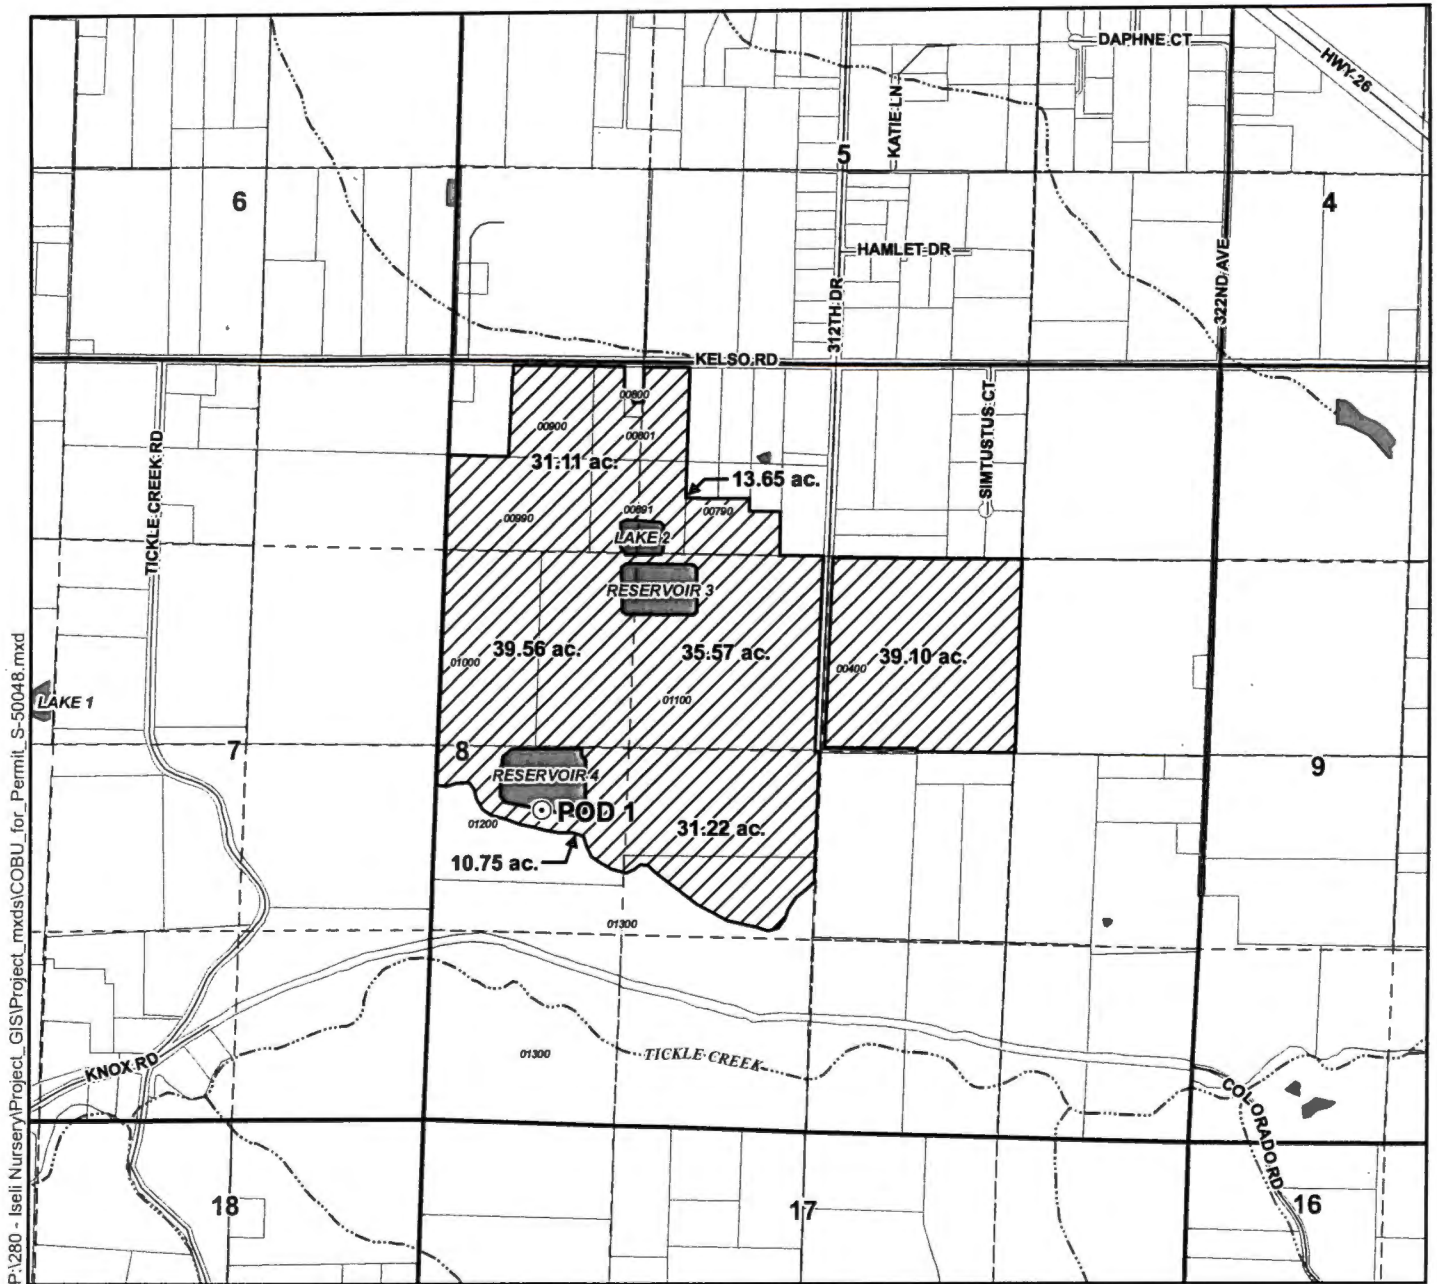 DAPHNE CT
HWY 26
KATIE LN
5
6
4
HAMLET DR
322ND AVE
312TH DR
KELSO RD
00800
00900
00801
31.11 ac.
SIMTUSTUS CT
TICKLE CREEK RD
13.65 ac.
00891
00790
00990
LAKE 2
RESERVOIR 3
39.56 ac.
35.57 ac.
39.10 ac.
01000
00400
01100
LAKE 1
7
8
9
RESERVOIR 4
POD 1
01200
31.22 ac.
10.75 ac.
01300
01300
TICKLE CREEK
KNOX RD
COLORADO RD
18
17
16
P:\280 - Iseli Nursery\Project_GIS\Project_mxds\COBU_for_Permit_S-50048.mxd